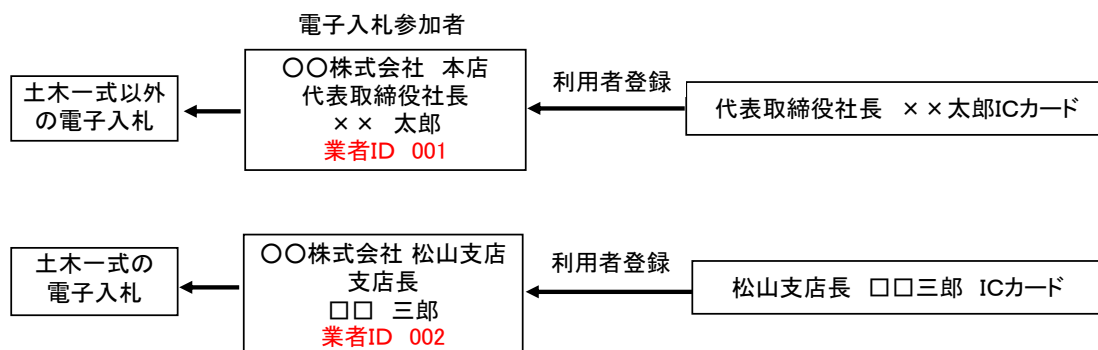 電子入札参加者
土木一式以外
の電子入札
〇〇株式会社 本店
代表取締役社長
×× 太郎
業者ID 001
利用者登録
代表取締役社長 ××太郎ICカード
土木一式の
電子入札
〇〇株式会社 松山支店
支店長
□□ 三郎
業者ID 002
利用者登録
松山支店長 □□三郎 ICカード